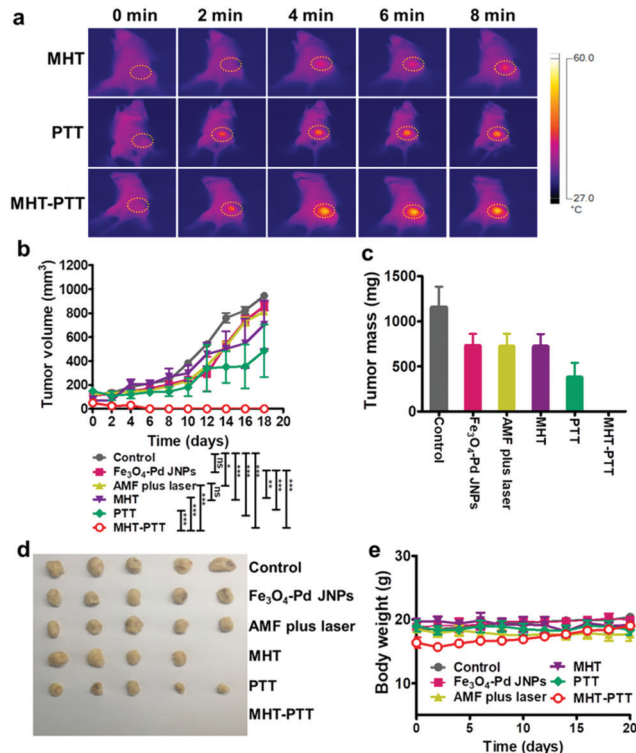 a
0 min 2 min 4 min 6 min 8 min
MHT
PTT
MHT-PTT
60.0
27.0
°C
b
Tumor volume (mm³)
1200
1000
800
600
400
200
0
0 2 4 6 8 10 12 14 16 18 20
Time (days)
Control
Fe₃O₄-Pd JNPs
AMF plus laser
MHT
PTT
MHT-PTT
ns
*
***
***
***
**
***
***
ns
***
***
***
c
Tumor mass (mg)
1500
1000
500
0
Control
Fe₃O₄-Pd JNPs
AMF plus laser
MHT
PTT
MHT-PTT
d
Control
Fe₃O₄-Pd JNPs
AMF plus laser
MHT
PTT
MHT-PTT
e
Body weight (g)
30
20
10
0 5 10 15 20
Time (days)
Control
Fe₃O₄-Pd JNPs
AMF plus laser
MHT
PTT
MHT-PTT